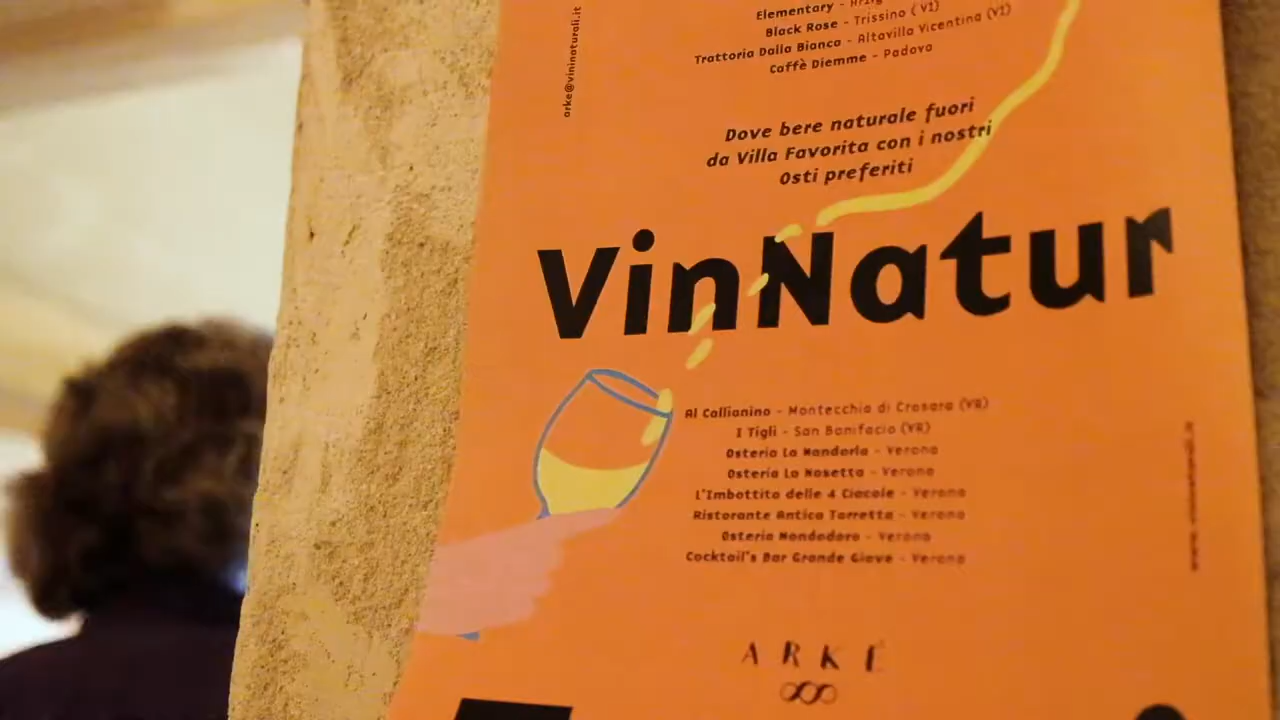 arke@vininaturali.it
Elementary -
Black Rose - Trissino (VI)
Trattoria Dalla Bianca - Altavilla Vicentina (VI)
Caffè Diemme - Padova
Dove bere naturale fuori
da Villa Favorita con i nostri
Osti preferiti
VinNatur
Al Callianino - Montecchia di Crosara (VR)
I Tigli - San Bonifacio (VR)
Osteria La Mandorla - Verona
Osteria La Nosetta - Verona
L'Imbottito delle 4 Ciacole - Verona
Ristorante Antica Torretta - Verona
Osteria Mondodoro - Verona
Cocktail's Bar Grande Giove - Verona
ARKÉ